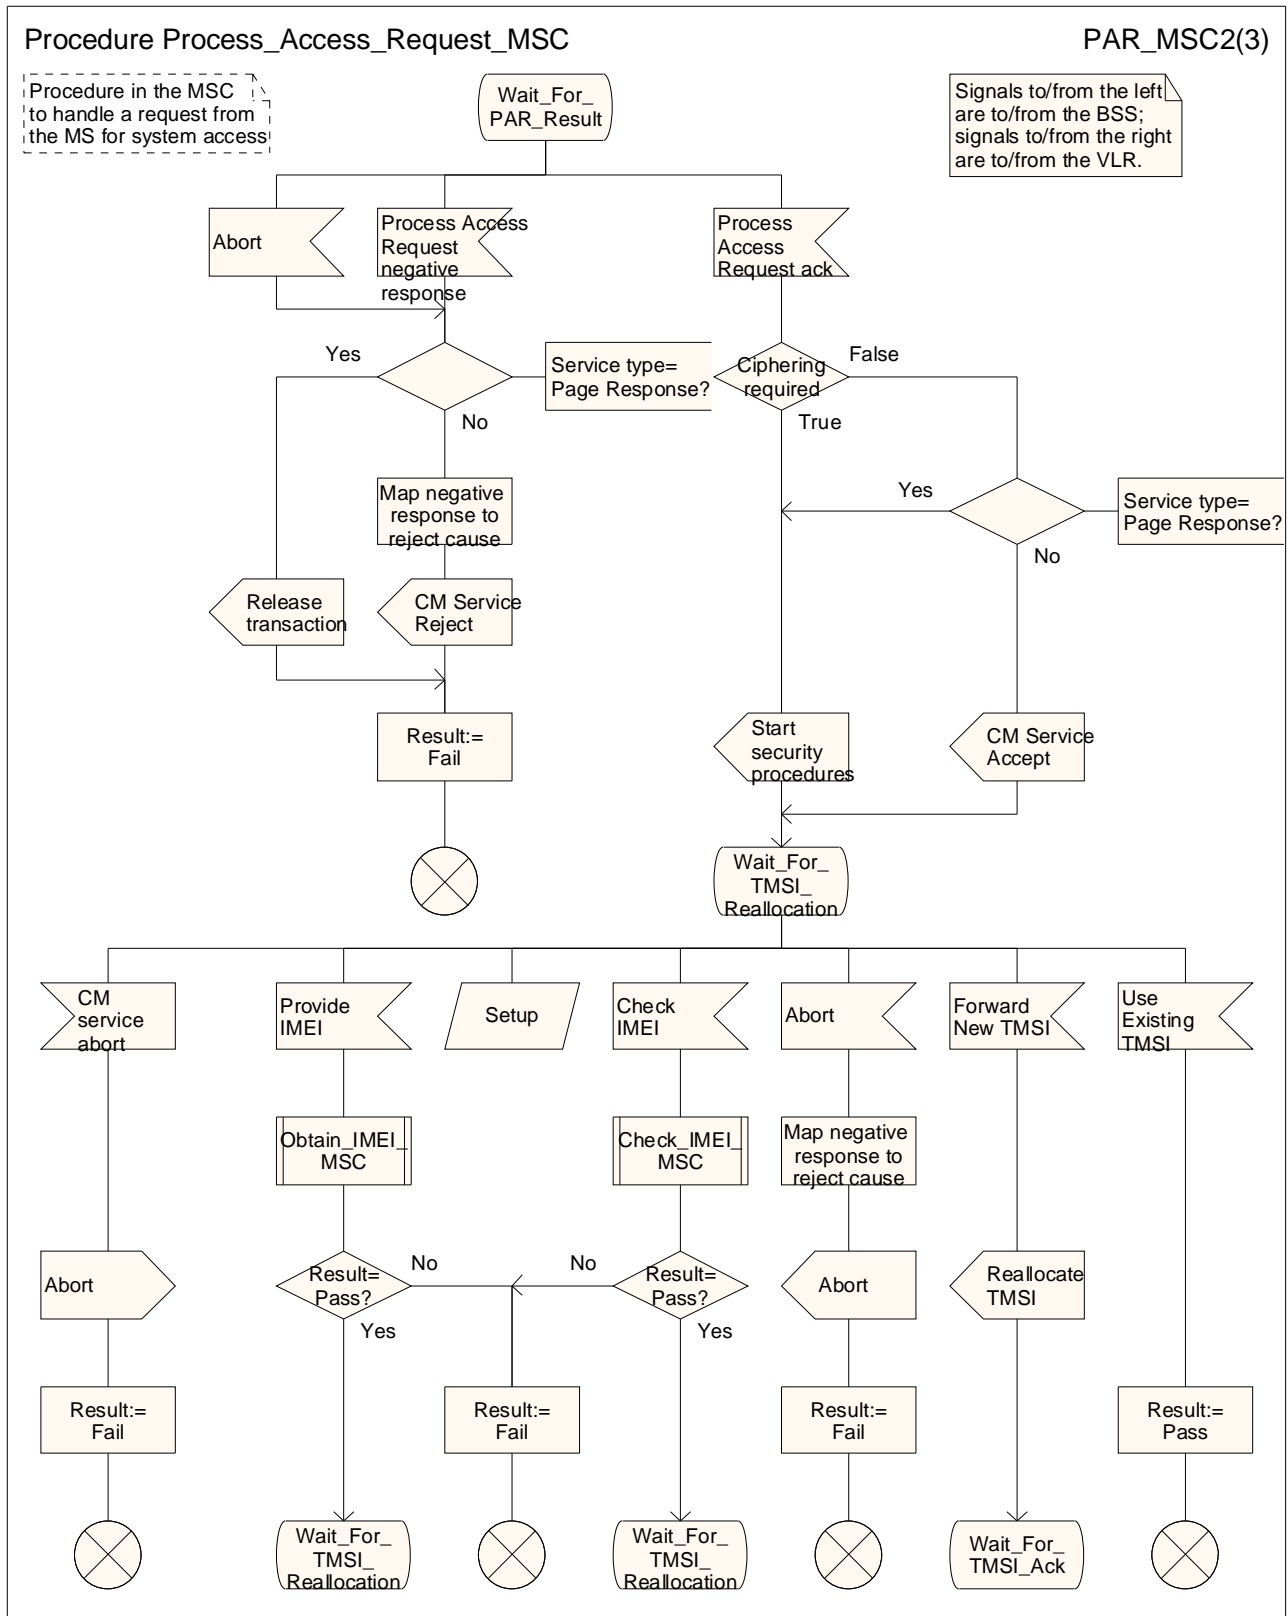 Procedure Process_Access_Request_MSC
PAR_MSC2(3)
Procedure in the MSC
to handle a request from
the MS for system access
Wait_For_
PAR_Result
Signals to/from the left
are to/from the BSS;
signals to/from the right
are to/from the VLR.
Abort
Process Access
Request
negative
response
Process
Access
Request ack
Yes
Service type=
Page Response?
No
Ciphering
required
False
True
Map negative
response to
reject cause
Yes
Service type=
Page Response?
No
Release
transaction
CM Service
Reject
Result:=
Fail
Start
security
procedures
CM Service
Accept
Wait_For_
TMSI_
Reallocation
CM
service
abort
Provide
IMEI
Setup
Check
IMEI
Abort
Forward
New TMSI
Use
Existing
TMSI
Obtain_IMEI_
MSC
Check_IMEI_
MSC
Map negative
response to
reject cause
Abort
Result=
Pass?
No
Yes
No
Result=
Pass?
Yes
Abort
Reallocate
TMSI
Result:=
Fail
Result:=
Fail
Result:=
Fail
Result:=
Pass
Wait_For_
TMSI_
Reallocation
Wait_For_
TMSI_
Reallocation
Wait_For_
TMSI_Ack